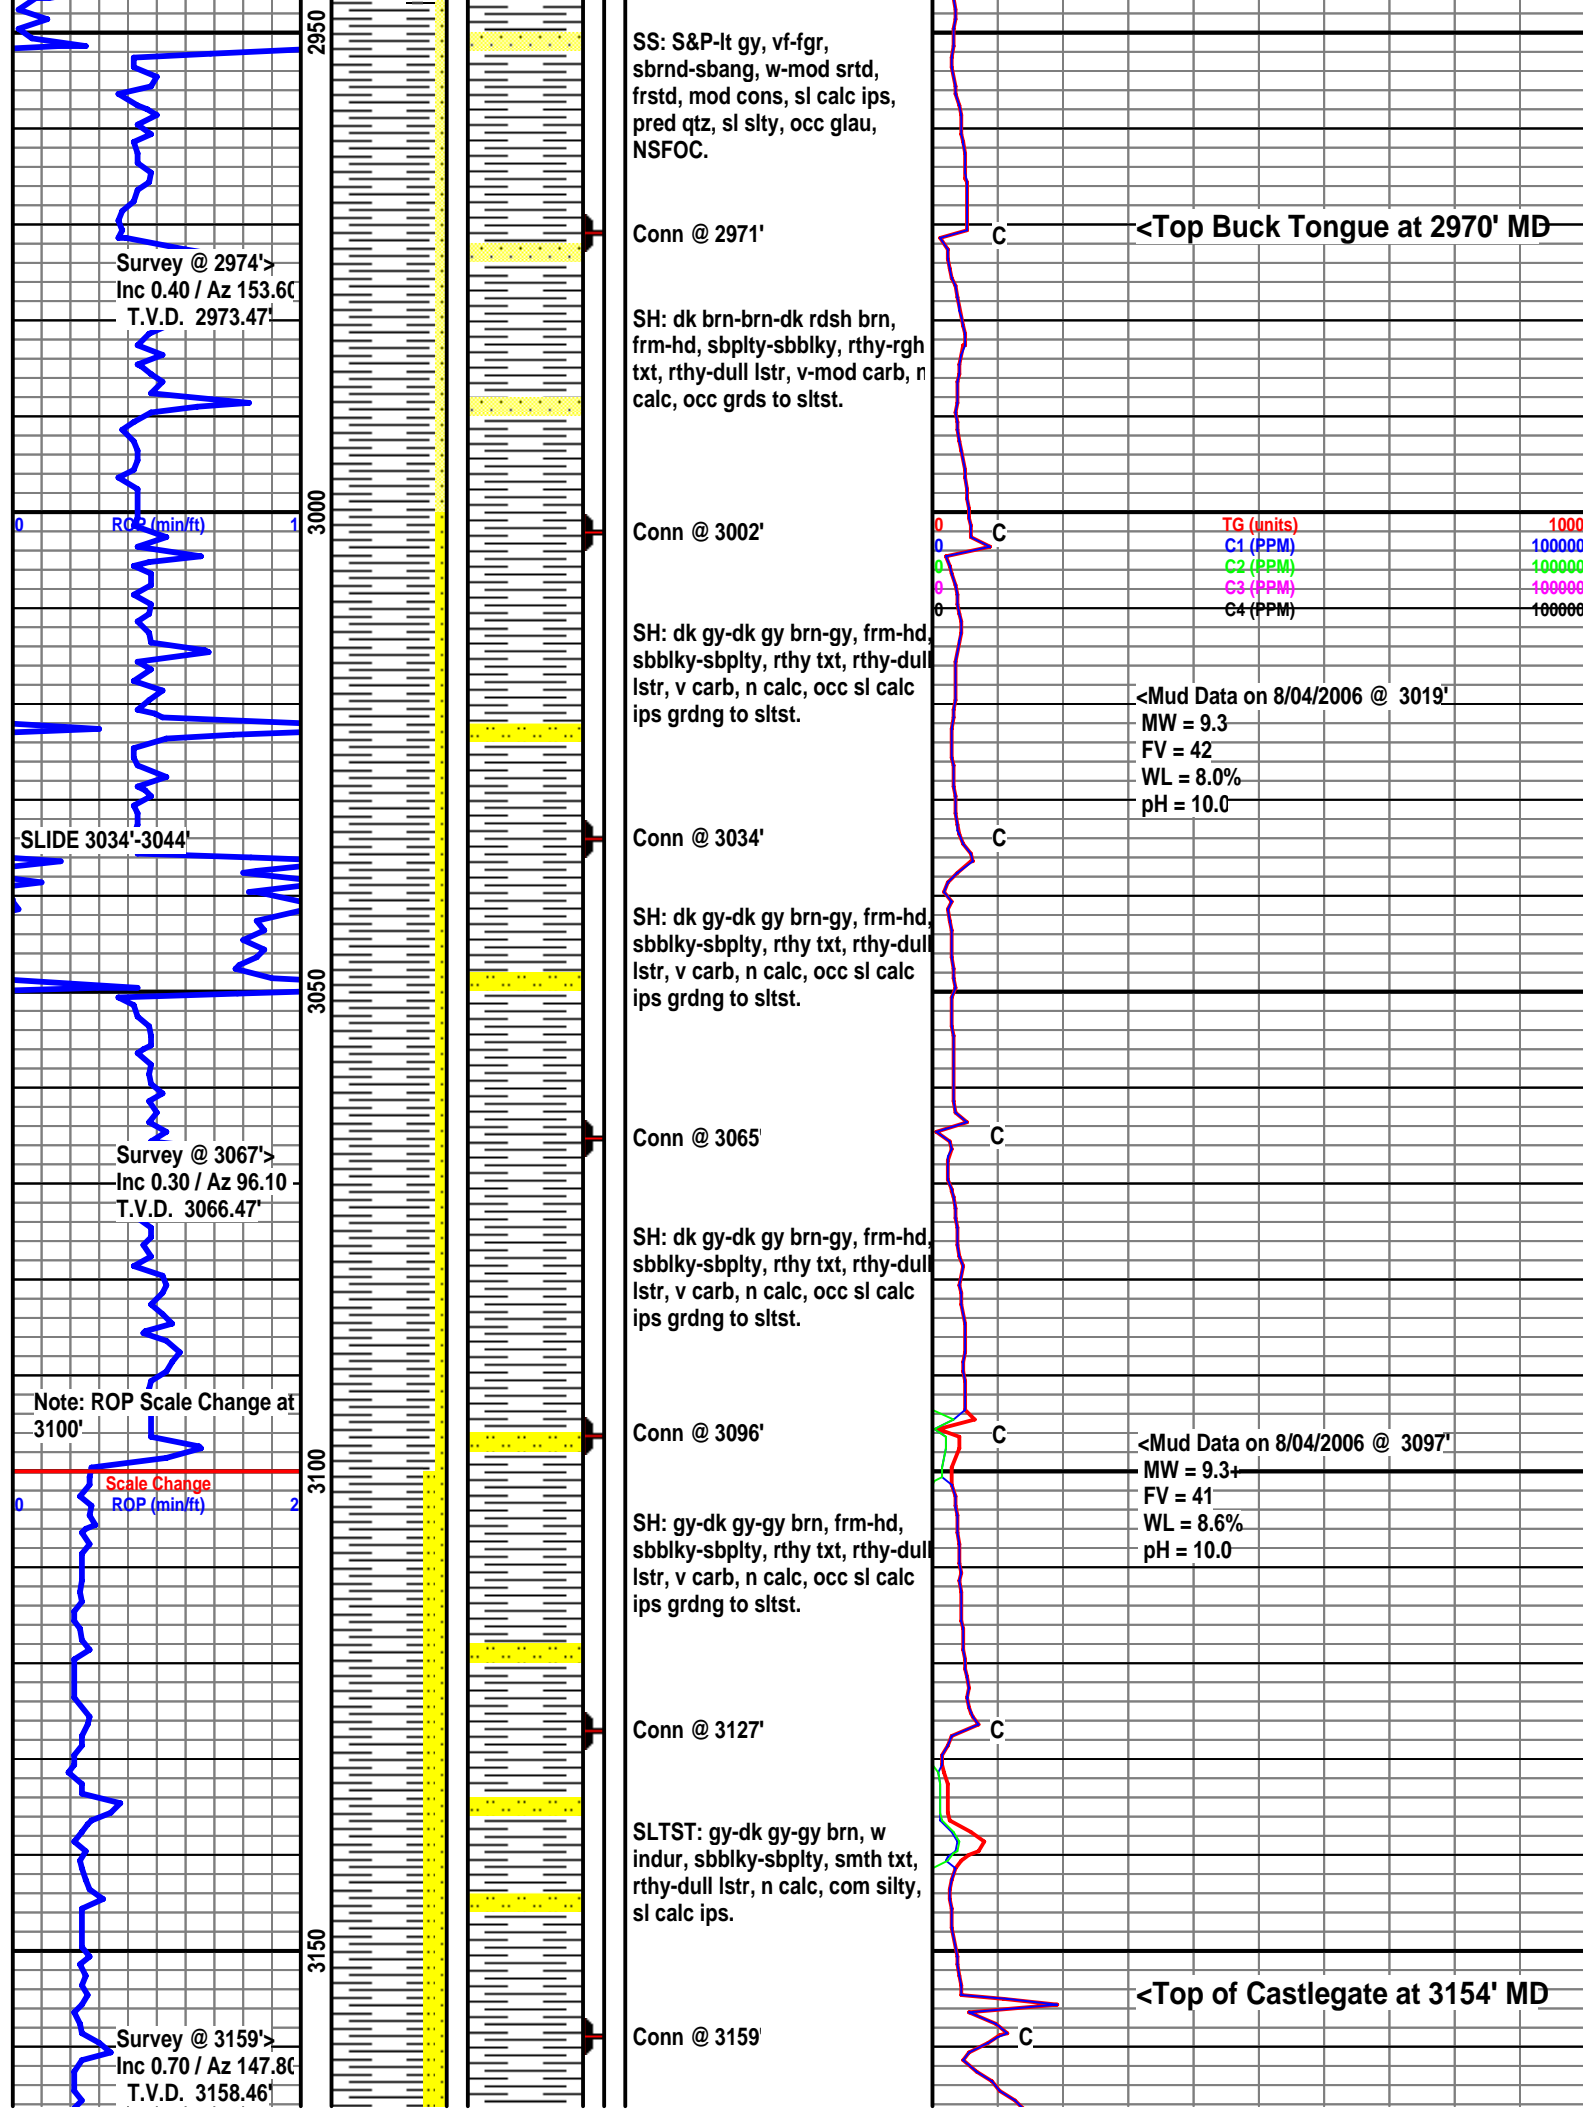 2950
SS: S&P-lt gy, vf-fgr,
sbrnd-sbang, w-mod srtd,
frstd, mod cons, sl calc ips,
pred qtz, sl slty, occ glau,
NSFOC.
Conn @ 2971'
C
<Top Buck Tongue at 2970' MD
Survey @ 2974'>
Inc 0.40 / Az 153.60
T.V.D. 2973.47'
SH: dk brn-brn-dk rdsh brn,
frm-hd, sbplty-sbblky, rthy-rgh
txt, rthy-dull lstr, v-mod carb, n
calc, occ grds to sltst.
3000
0 ROP (min/ft) 1
Conn @ 3002'
C
0 TG (units) 1000
0 C1 (PPM) 100000
0 C2 (PPM) 100000
0 C3 (PPM) 100000
0 C4 (PPM) 100000
SH: dk gy-dk gy brn-gy, frm-hd,
sbblky-sbplty, rthy txt, rthy-dull
lstr, v carb, n calc, occ sl calc
ips grdng to sltst.
<Mud Data on 8/04/2006 @ 3019'
MW = 9.3
FV = 42
WL = 8.0%
pH = 10.0
SLIDE 3034'-3044'
Conn @ 3034'
C
SH: dk gy-dk gy brn-gy, frm-hd,
sbblky-sbplty, rthy txt, rthy-dull
lstr, v carb, n calc, occ sl calc
ips grdng to sltst.
3050
Conn @ 3065'
C
Survey @ 3067'>
Inc 0.30 / Az 96.10
T.V.D. 3066.47'
SH: dk gy-dk gy brn-gy, frm-hd,
sbblky-sbplty, rthy txt, rthy-dull
lstr, v carb, n calc, occ sl calc
ips grdng to sltst.
Note: ROP Scale Change at
3100'
Conn @ 3096'
C
<Mud Data on 8/04/2006 @ 3097'
MW = 9.3+
FV = 41
WL = 8.6%
pH = 10.0
3100
Scale Change
0 ROP (min/ft) 2
SH: gy-dk gy-gy brn, frm-hd,
sbblky-sbplty, rthy txt, rthy-dull
lstr, v carb, n calc, occ sl calc
ips grdng to sltst.
Conn @ 3127'
C
SLTST: gy-dk gy-gy brn, w
indur, sbblky-sbplty, smth txt,
rthy-dull lstr, n calc, com silty,
sl calc ips.
3150
<Top of Castlegate at 3154' MD
Conn @ 3159'
C
Survey @ 3159'>
Inc 0.70 / Az 147.80
T.V.D. 3158.46'